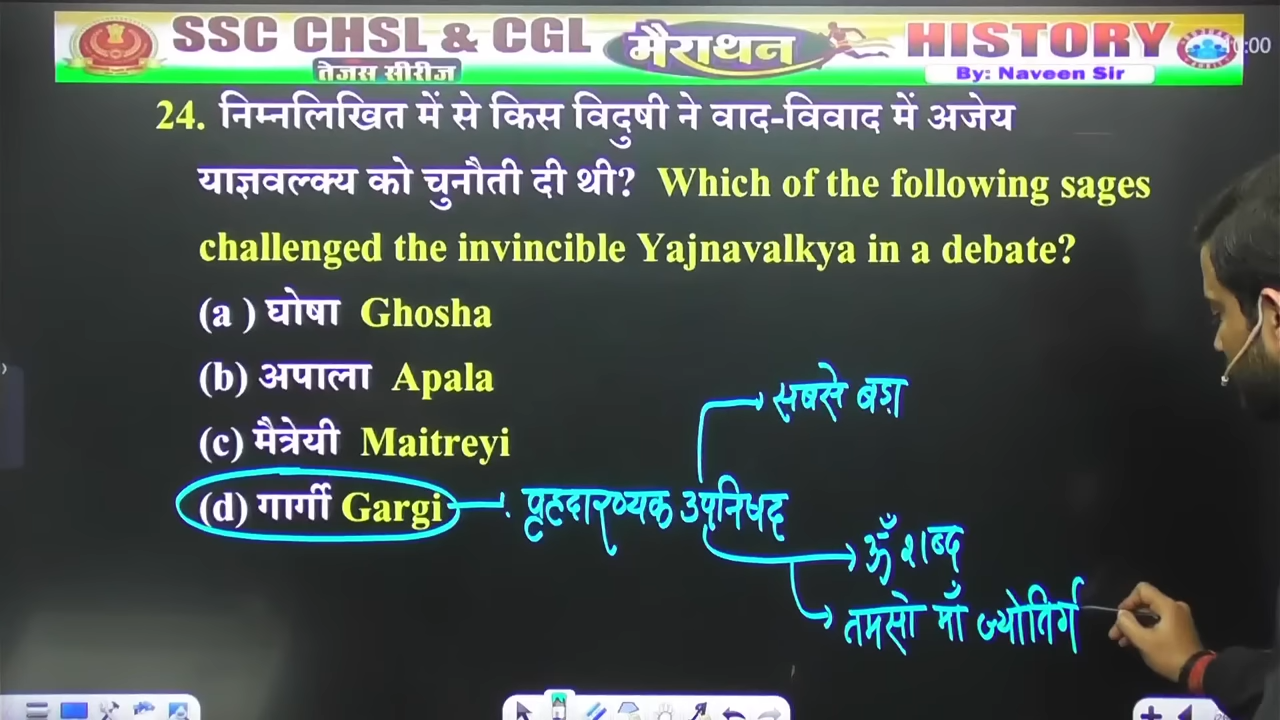 SSC CHSL & CGL
तेजस सीरीज
मैराथन
HISTORY
By: Naveen Sir
10:00
24. निम्नलिखित में से किस विदुषी ने वाद-विवाद में अजेय
याज्ञवल्क्य को चुनौती दी थी? Which of the following sages
challenged the invincible Yajnavalkya in a debate?
(a ) घोषा Ghosha
(b) अपाला Apala
(c) मैत्रेयी Maitreyi
(d) गार्गी Gargi
वृहदारण्यक उपनिषद
सबसे बड़ा
ॐ शब्द
तमसो माँ ज्योतिर्ग